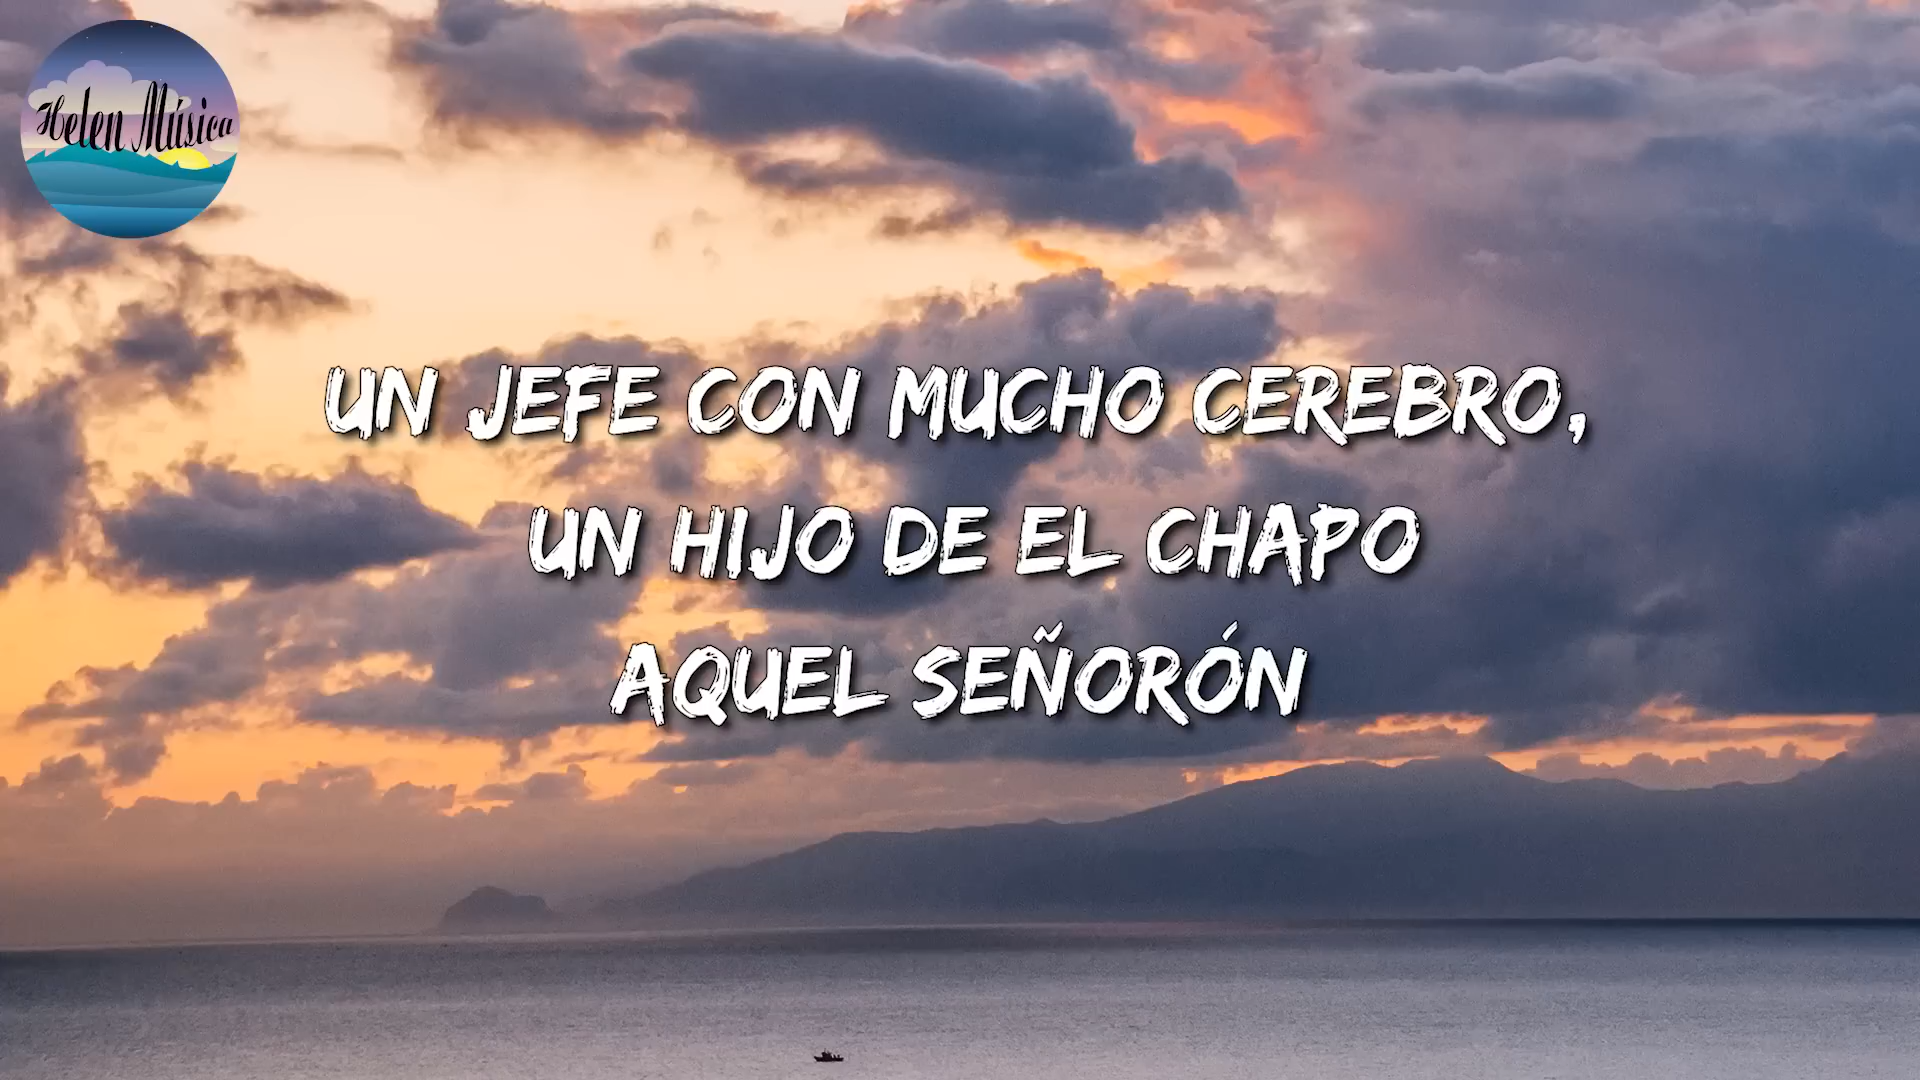 Helen Música
UN JEFE CON MUCHO CEREBRO,
UN HIJO DE EL CHAPO
AQUEL SEÑORÓN